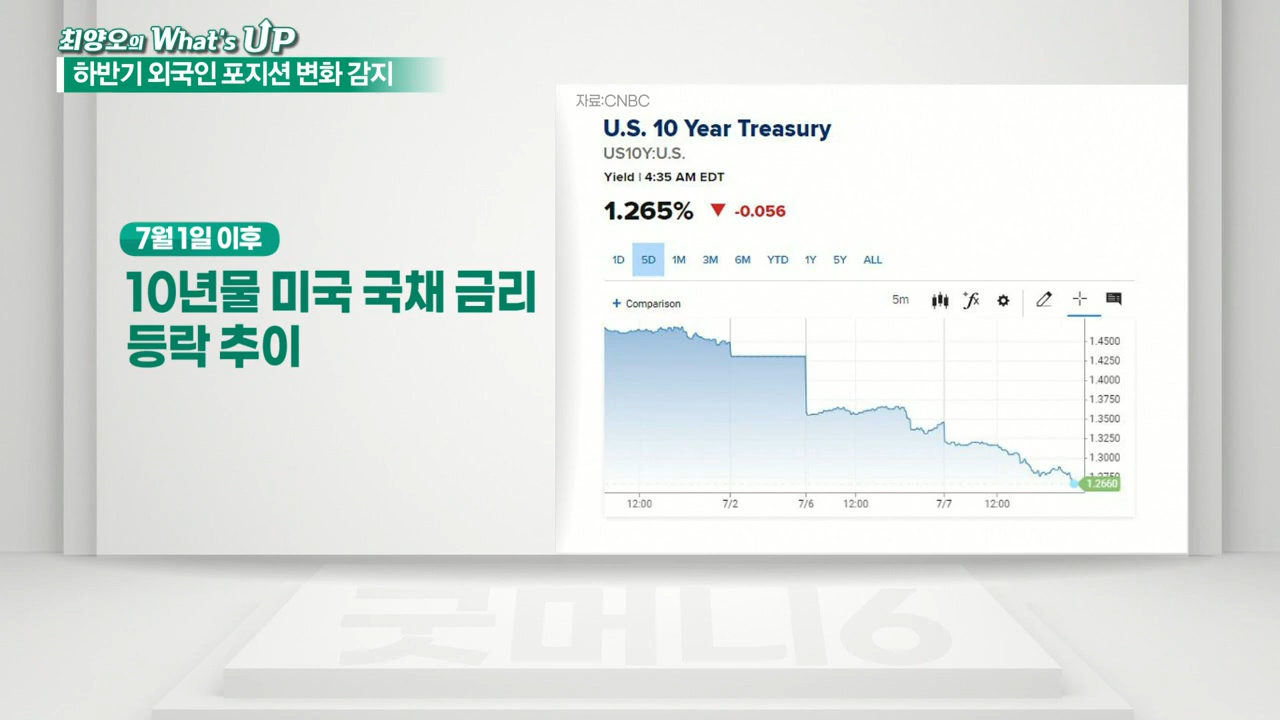 최양오의 What's UP
하반기 외국인 포지션 변화 감지
자료:CNBC
U.S. 10 Year Treasury
US10Y:U.S.
Yield | 4:35 AM EDT
1.265% ▼ -0.056
1D 5D 1M 3M 6M YTD 1Y 5Y ALL
+ Comparison 5m
7월 1일 이후
10년물 미국 국채 금리
등락 추이
1.4500
1.4250
1.4000
1.3750
1.3500
1.3250
1.3000
1.2750
1.2660
12:00 7/2 7/6 12:00 7/7 12:00
굿머니6